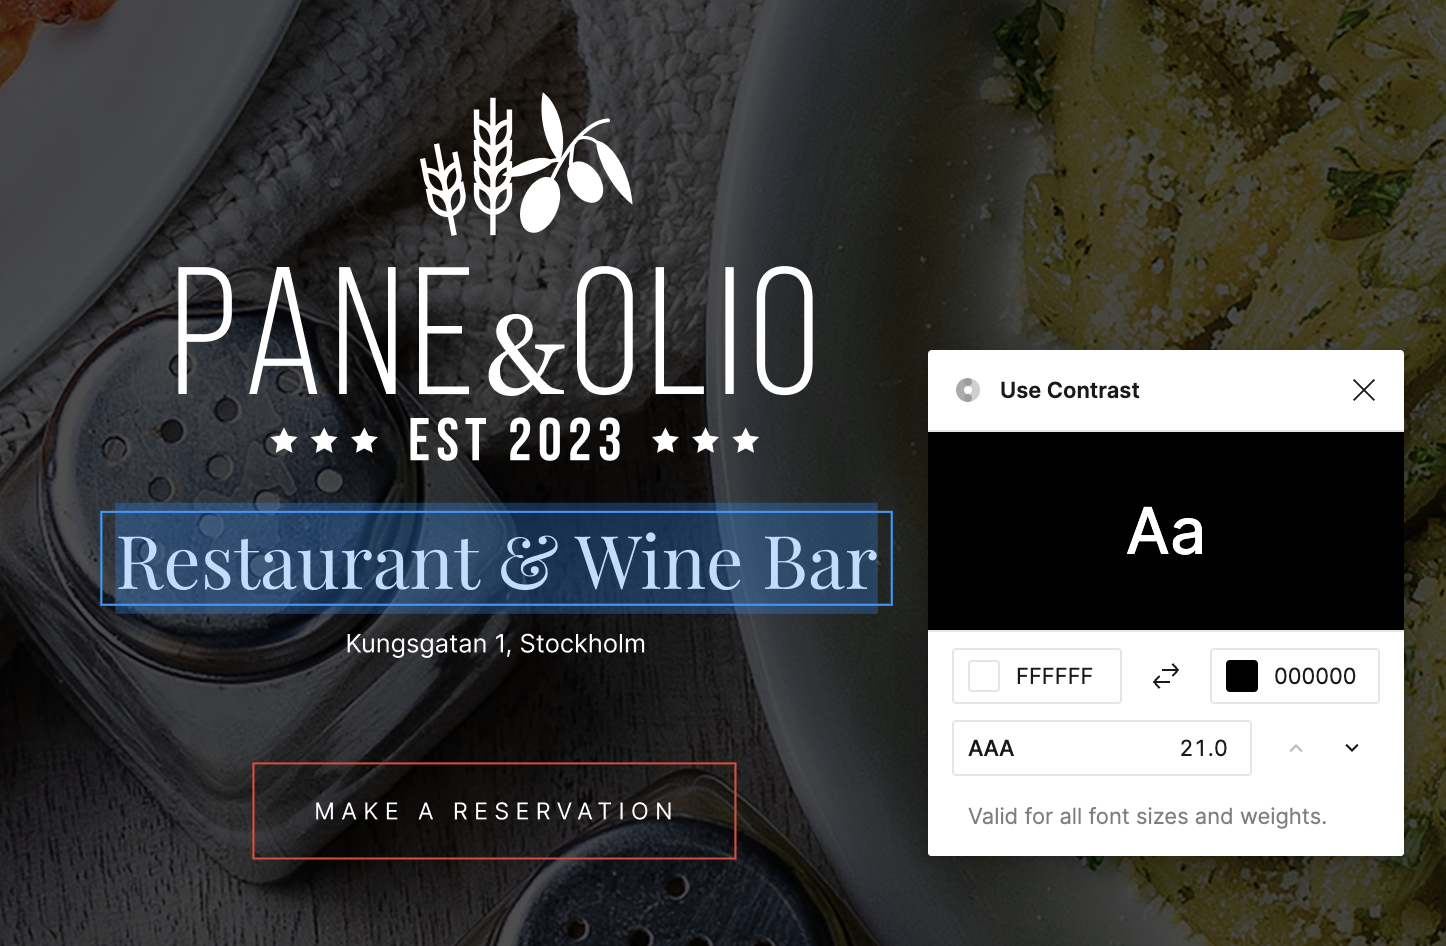 PANE & OLIO
EST 2023
Restaurant & Wine Bar
Kungsgatan 1, Stockholm
MAKE A RESERVATION
Use Contrast
Aa
FFFFFF
000000
AAA 21.0
Valid for all font sizes and weights.